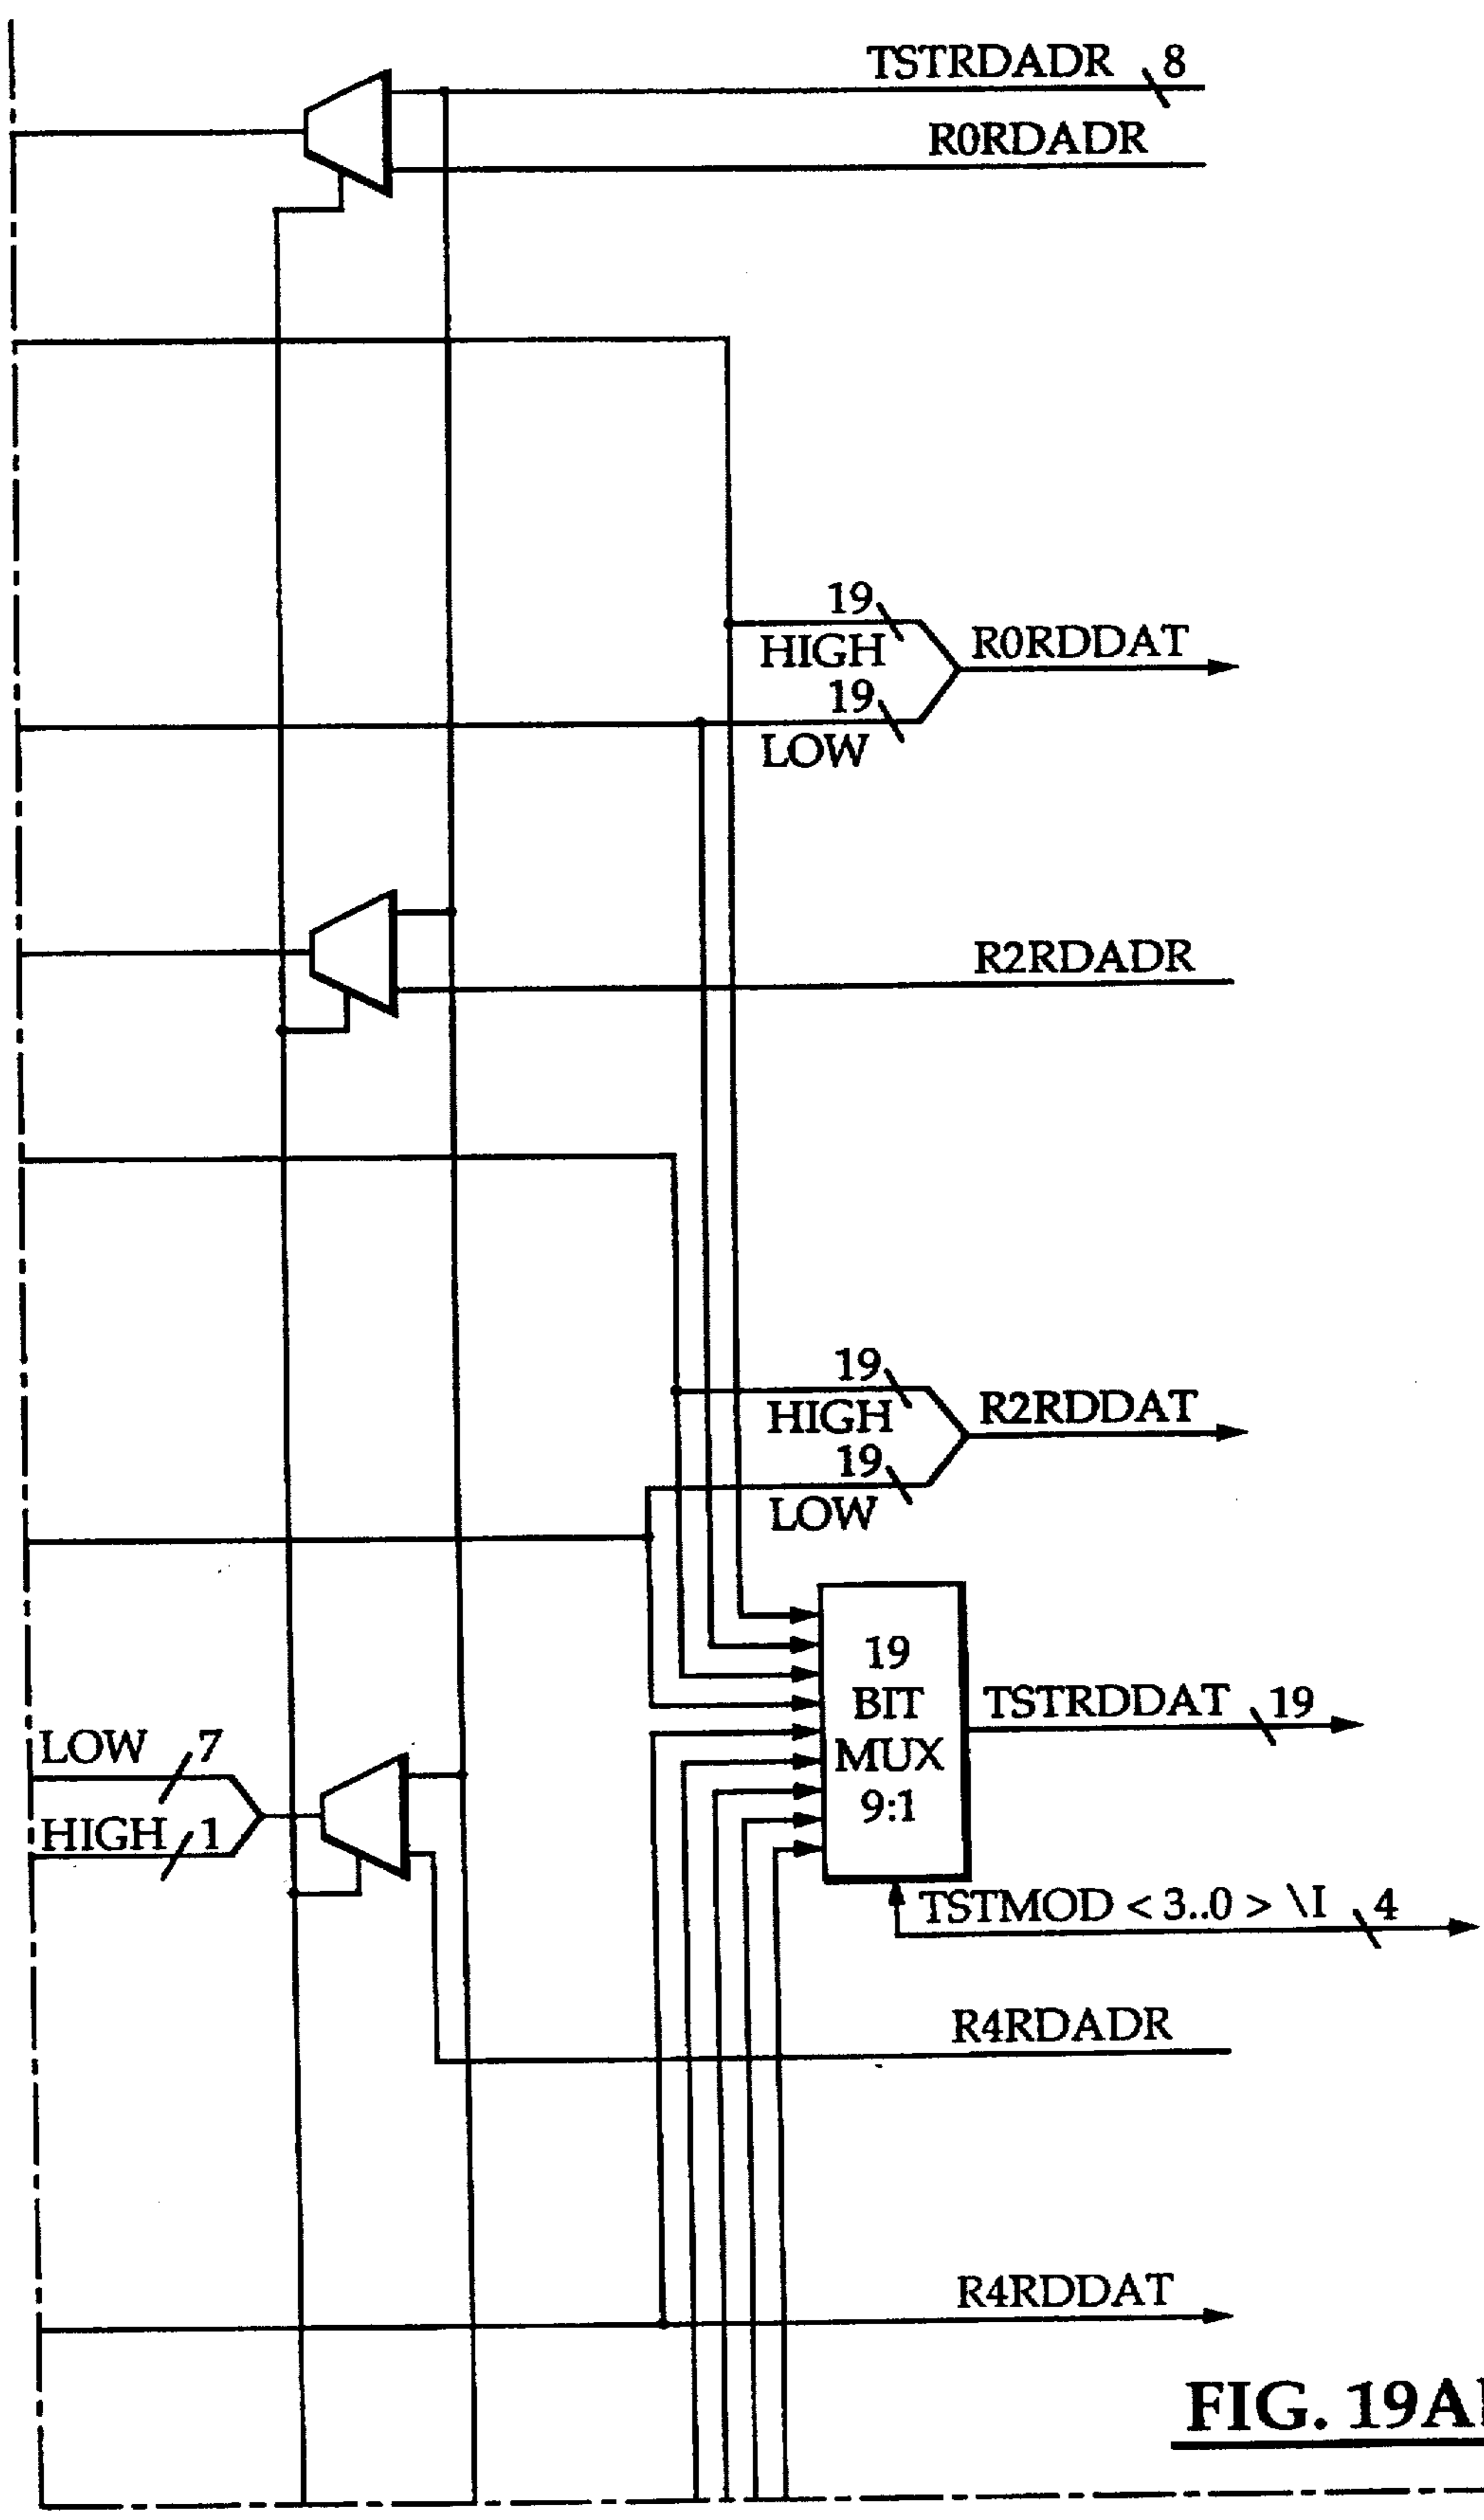 TSTRDADR 8
R0RDADR
19
HIGH
R0RDDAT
19
LOW
R2RDADR
19
HIGH
R2RDDAT
19
LOW
19
BIT
MUX
9:1
TSTRDDAT 19
LOW 7
HIGH 1
TSTMOD < 3..0 > \I 4
R4RDADR
R4RDDAT
FIG. 19A